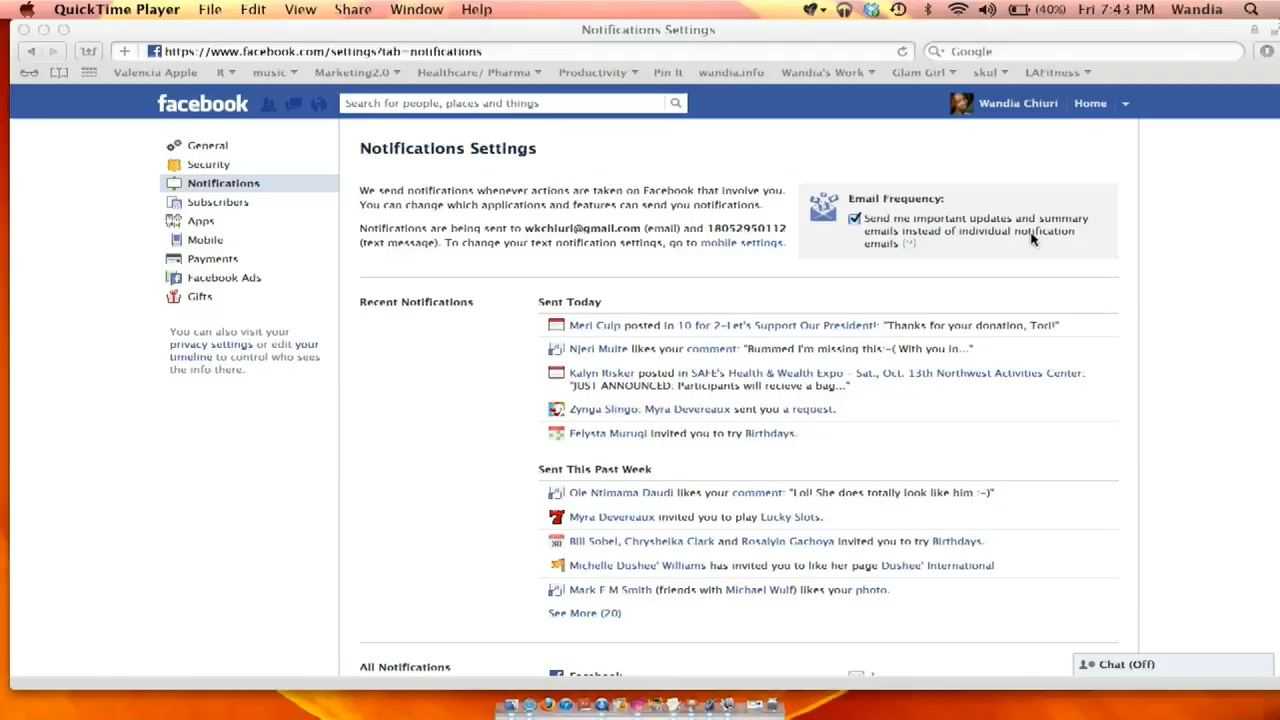 QuickTime Player File Edit View Share Window Help (40%) Fri 7:43 PM Wandia
Notifications Settings
https://www.facebook.com/settings?tab=notifications
Google
Valencia Apple It music Marketing2.0 Healthcare/ Pharma Productivity Pin It wandia.info Wandia's Work Glam Girl skul LAFitness
facebook Search for people, places and things Wandia Chiuri Home
General
Security
Notifications
Subscribers
Apps
Mobile
Payments
Facebook Ads
Gifts
You can also visit your
privacy settings or edit your
timeline to control who sees
the info there.
Notifications Settings
We send notifications whenever actions are taken on Facebook that involve you.
You can change which applications and features can send you notifications.
Notifications are being sent to wkchiuri@gmail.com (email) and 18052950112
(text message). To change your text notification settings, go to mobile settings.
Email Frequency:
Send me important updates and summary
emails instead of individual notification
emails [?]
Recent Notifications
Sent Today
Meri Culp posted in 10 for 2-Let's Support Our President!: "Thanks for your donation, Tori!"
Njeri Muite likes your comment: "Bummed I'm missing this:-( With you in..."
Kalyn Risker posted in SAFE's Health & Wealth Expo - Sat., Oct. 13th Northwest Activities Center:
"JUST ANNOUNCED: Participants will recieve a bag..."
Zynga Slingo: Myra Devereaux sent you a request.
Felysta Murugi invited you to try Birthdays.
Sent This Past Week
Ole Ntimama Daudi likes your comment: "Lol! She does totally look like him :-)"
Myra Devereaux invited you to play Lucky Slots.
Bill Sobel, Chrysheika Clark and Rosalyin Gachoya invited you to try Birthdays.
Michelle Dushee' Williams has invited you to like her page Dushee' International
Mark F M Smith (friends with Michael Wulf) likes your photo.
See More (20)
All Notifications
Facebook
Chat (Off)